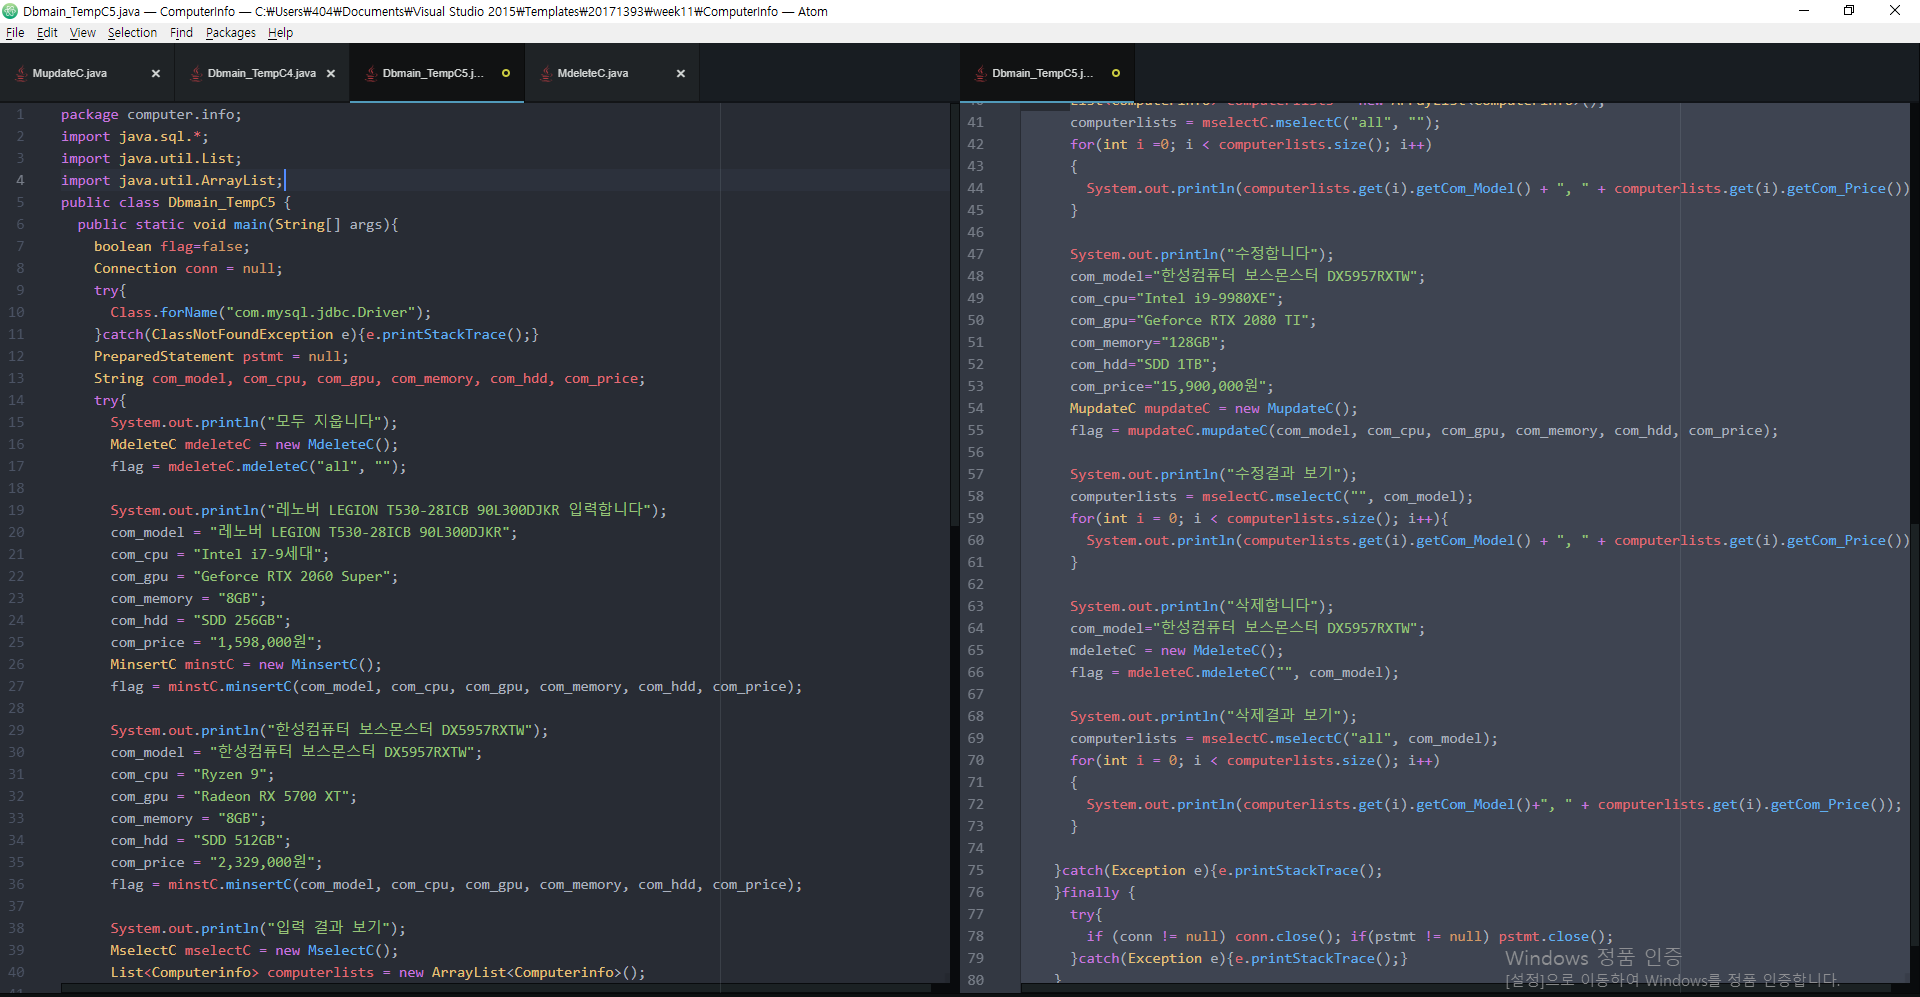 Dbmain_TempC5.java — ComputerInfo — C:₩Users₩404₩Documents₩Visual Studio 2015₩Templates₩20171393₩week11₩ComputerInfo — Atom
File Edit View Selection Find Packages Help
MupdateC.java Dbmain_TempC4.java Dbmain_TempC5.j... MdeleteC.java
1 package computer.info;
2 import java.sql.*;
3 import java.util.List;
4 import java.util.ArrayList;
5 public class Dbmain_TempC5 {
6 public static void main(String[] args){
7 boolean flag=false;
8 Connection conn = null;
9 try{
10 Class.forName("com.mysql.jdbc.Driver");
11 }catch(ClassNotFoundException e){e.printStackTrace();}
12 PreparedStatement pstmt = null;
13 String com_model, com_cpu, com_gpu, com_memory, com_hdd, com_price;
14 try{
15 System.out.println("모두 지웁니다");
16 MdeleteC mdeleteC = new MdeleteC();
17 flag = mdeleteC.mdeleteC("all", "");
18
19 System.out.println("레노버 LEGION T530-28ICB 90L300DJKR 입력합니다");
20 com_model = "레노버 LEGION T530-28ICB 90L300DJKR";
21 com_cpu = "Intel i7-9세대";
22 com_gpu = "Geforce RTX 2060 Super";
23 com_memory = "8GB";
24 com_hdd = "SDD 256GB";
25 com_price = "1,598,000원";
26 MinsertC minstC = new MinsertC();
27 flag = minstC.minsertC(com_model, com_cpu, com_gpu, com_memory, com_hdd, com_price);
28
29 System.out.println("한성컴퓨터 보스몬스터 DX5957RXTW");
30 com_model = "한성컴퓨터 보스몬스터 DX5957RXTW";
31 com_cpu = "Ryzen 9";
32 com_gpu = "Radeon RX 5700 XT";
33 com_memory = "8GB";
34 com_hdd = "SDD 512GB";
35 com_price = "2,329,000원";
36 flag = minstC.minsertC(com_model, com_cpu, com_gpu, com_memory, com_hdd, com_price);
37
38 System.out.println("입력 결과 보기");
39 MselectC mselectC = new MselectC();
40 List<Computerinfo> computerlists = new ArrayList<Computerinfo>();
Dbmain_TempC5.j...
40 List<Computerinfo> computerlists = new ArrayList<Computerinfo>();
41 computerlists = mselectC.mselectC("all", "");
42 for(int i =0; i < computerlists.size(); i++)
43 {
44 System.out.println(computerlists.get(i).getCom_Model() + ", " + computerlists.get(i).getCom_Price())
45 }
46
47 System.out.println("수정합니다");
48 com_model="한성컴퓨터 보스몬스터 DX5957RXTW";
49 com_cpu="Intel i9-9980XE";
50 com_gpu="Geforce RTX 2080 TI";
51 com_memory="128GB";
52 com_hdd="SDD 1TB";
53 com_price="15,900,000원";
54 MupdateC mupdateC = new MupdateC();
55 flag = mupdateC.mupdateC(com_model, com_cpu, com_gpu, com_memory, com_hdd, com_price);
56
57 System.out.println("수정결과 보기");
58 computerlists = mselectC.mselectC("", com_model);
59 for(int i = 0; i < computerlists.size(); i++){
60 System.out.println(computerlists.get(i).getCom_Model() + ", " + computerlists.get(i).getCom_Price())
61 }
62
63 System.out.println("삭제합니다");
64 com_model="한성컴퓨터 보스몬스터 DX5957RXTW";
65 mdeleteC = new MdeleteC();
66 flag = mdeleteC.mdeleteC("", com_model);
67
68 System.out.println("삭제결과 보기");
69 computerlists = mselectC.mselectC("all", com_model);
70 for(int i = 0; i < computerlists.size(); i++)
71 {
72 System.out.println(computerlists.get(i).getCom_Model()+", " + computerlists.get(i).getCom_Price());
73 }
74
75 }catch(Exception e){e.printStackTrace();
76 }finally {
77 try{
78 if (conn != null) conn.close(); if(pstmt != null) pstmt.close();
79 }catch(Exception e){e.printStackTrace();}
80 }
Windows 정품 인증
[설정]으로 이동하여 Windows를 정품 인증합니다.